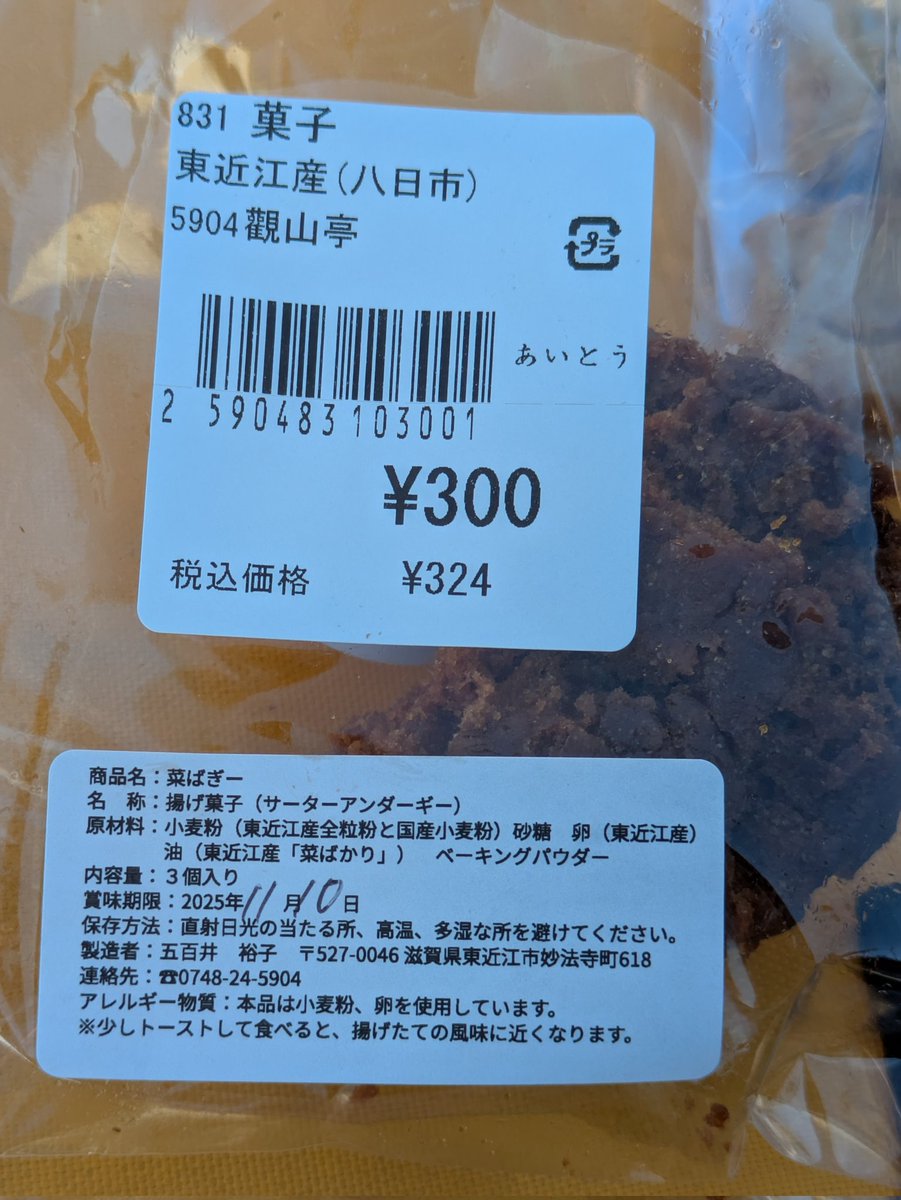 831 菓子
東近江産(八日市)
5904觀山亭
プラ
あいとう
2 590483 103001
¥300
税込価格 ¥324
商品名：菜ばぎー
名　称：揚げ菓子（サーターアンダーギー）
原材料：小麦粉（東近江産全粒粉と国産小麦粉）砂糖　卵（東近江産）
油（東近江産「菜ばかり」）　ベーキングパウダー
内容量：３個入り
賞味期限：2025年11月10日
保存方法：直射日光の当たる所、高温、多湿な所を避けてください。
製造者：五百井　裕子　〒527-0046 滋賀県東近江市妙法寺町618
連絡先：☎0748-24-5904
アレルギー物質：本品は小麦粉、卵を使用しています。
※少しトーストして食べると、揚げたての風味に近くなります。